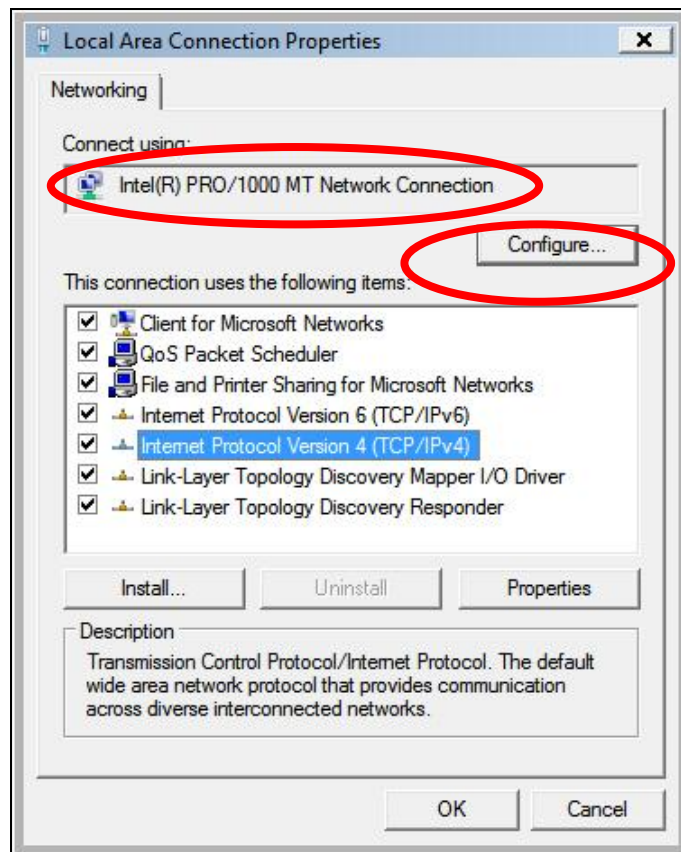 Local Area Connection Properties
Networking
Connect using:
Intel(R) PRO/1000 MT Network Connection
Configure...
This connection uses the following items:
Client for Microsoft Networks
QoS Packet Scheduler
File and Printer Sharing for Microsoft Networks
Internet Protocol Version 6 (TCP/IPv6)
Internet Protocol Version 4 (TCP/IPv4)
Link-Layer Topology Discovery Mapper I/O Driver
Link-Layer Topology Discovery Responder
Install...
Uninstall
Properties
Description
Transmission Control Protocol/Internet Protocol. The default
wide area network protocol that provides communication
across diverse interconnected networks.
OK
Cancel